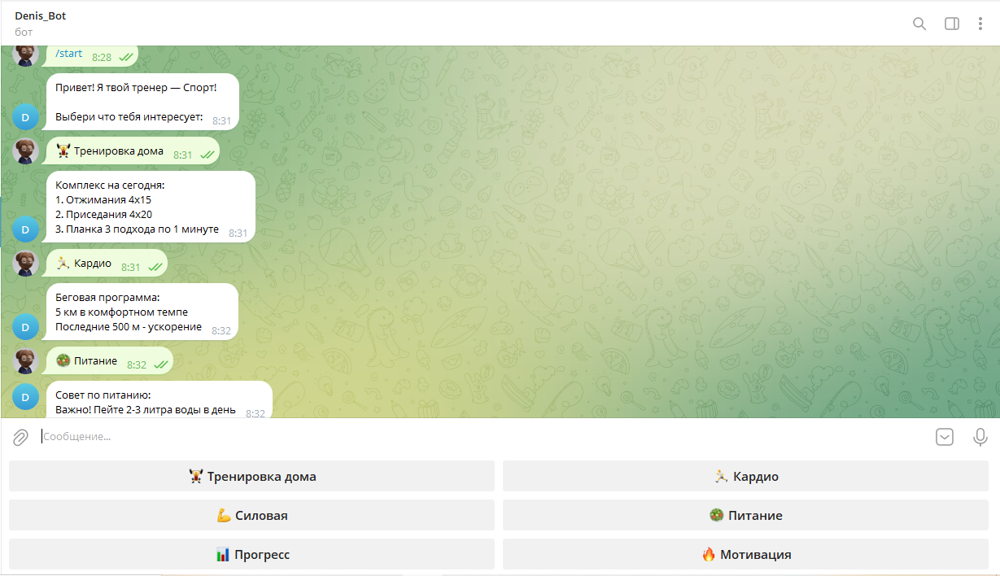 Denis_Bot
бот
/start 8:28
Привет! Я твой тренер — Спорт!
Выбери что тебя интересует: 8:31
D
🏋 Тренировка дома 8:31
Комплекс на сегодня:
1. Отжимания 4x15
2. Приседания 4x20
3. Планка 3 подхода по 1 минуте 8:31
D
🏃 Кардио 8:31
Беговая программа:
5 км в комфортном темпе
Последние 500 м - ускорение 8:32
D
🥗 Питание 8:32
Совет по питанию:
D
Важно! Пейте 2-3 литра воды в день 8:32
Сообщение...
🏋 Тренировка дома
🏃 Кардио
💪 Силовая
🥗 Питание
📊 Прогресс
🔥 Мотивация